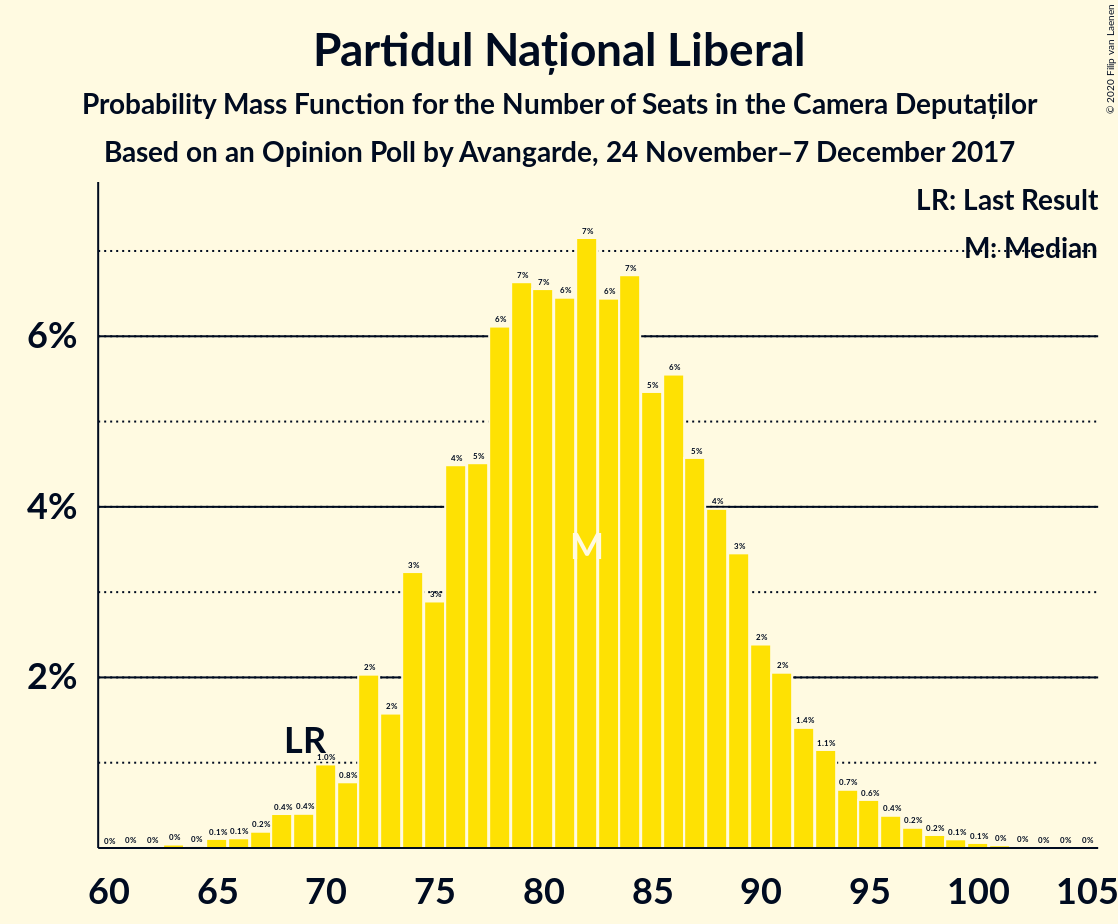 Partidul Național Liberal
Probability Mass Function for the Number of Seats in the Camera Deputaților
Based on an Opinion Poll by Avangarde, 24 November–7 December 2017
© 2020 Filip van Laenen
LR: Last Result
M: Median
6%
4%
2%
0% 0% 0% 0% 0% 0.1% 0.1% 0.2% 0.4% 0.4% 1.0% 0.8% 2% 2% 3% 3% 4% 5% 6% 7% 7% 6% 7% 6% 7% 5% 6% 5% 4% 3% 2% 2% 1.4% 1.1% 0.7% 0.6% 0.4% 0.2% 0.2% 0.1% 0.1% 0% 0% 0% 0% 0%
LR
M
60 65 70 75 80 85 90 95 100 105